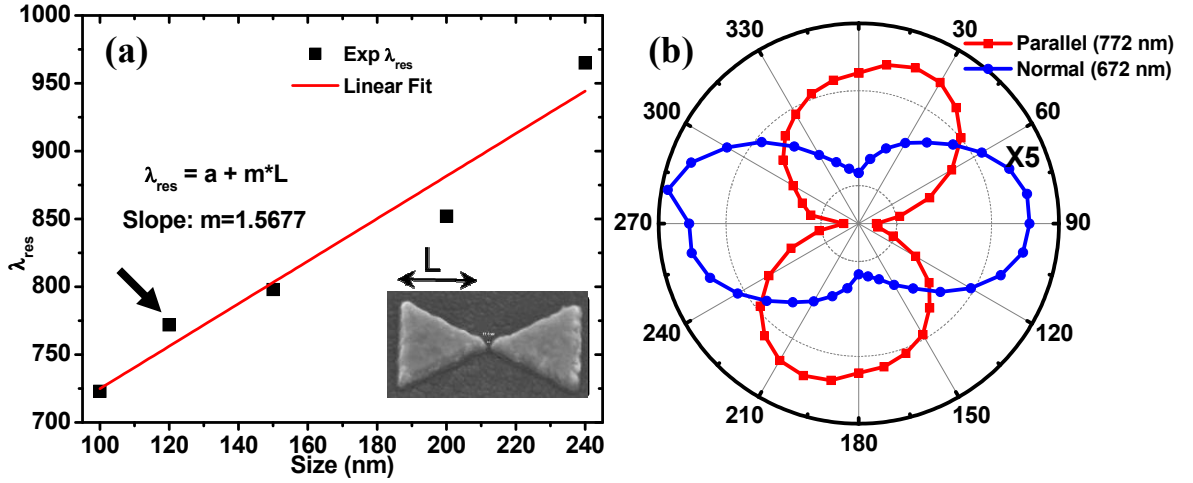 (a)
Exp λres
Linear Fit
λres = a + m*L
Slope: m=1.5677
L
λres
1000
950
900
850
800
750
700
100
120
140
160
180
200
220
240
Size (nm)
(b)
Parallel (772 nm)
Normal (672 nm)
X5
30
60
90
120
150
180
210
240
270
300
330